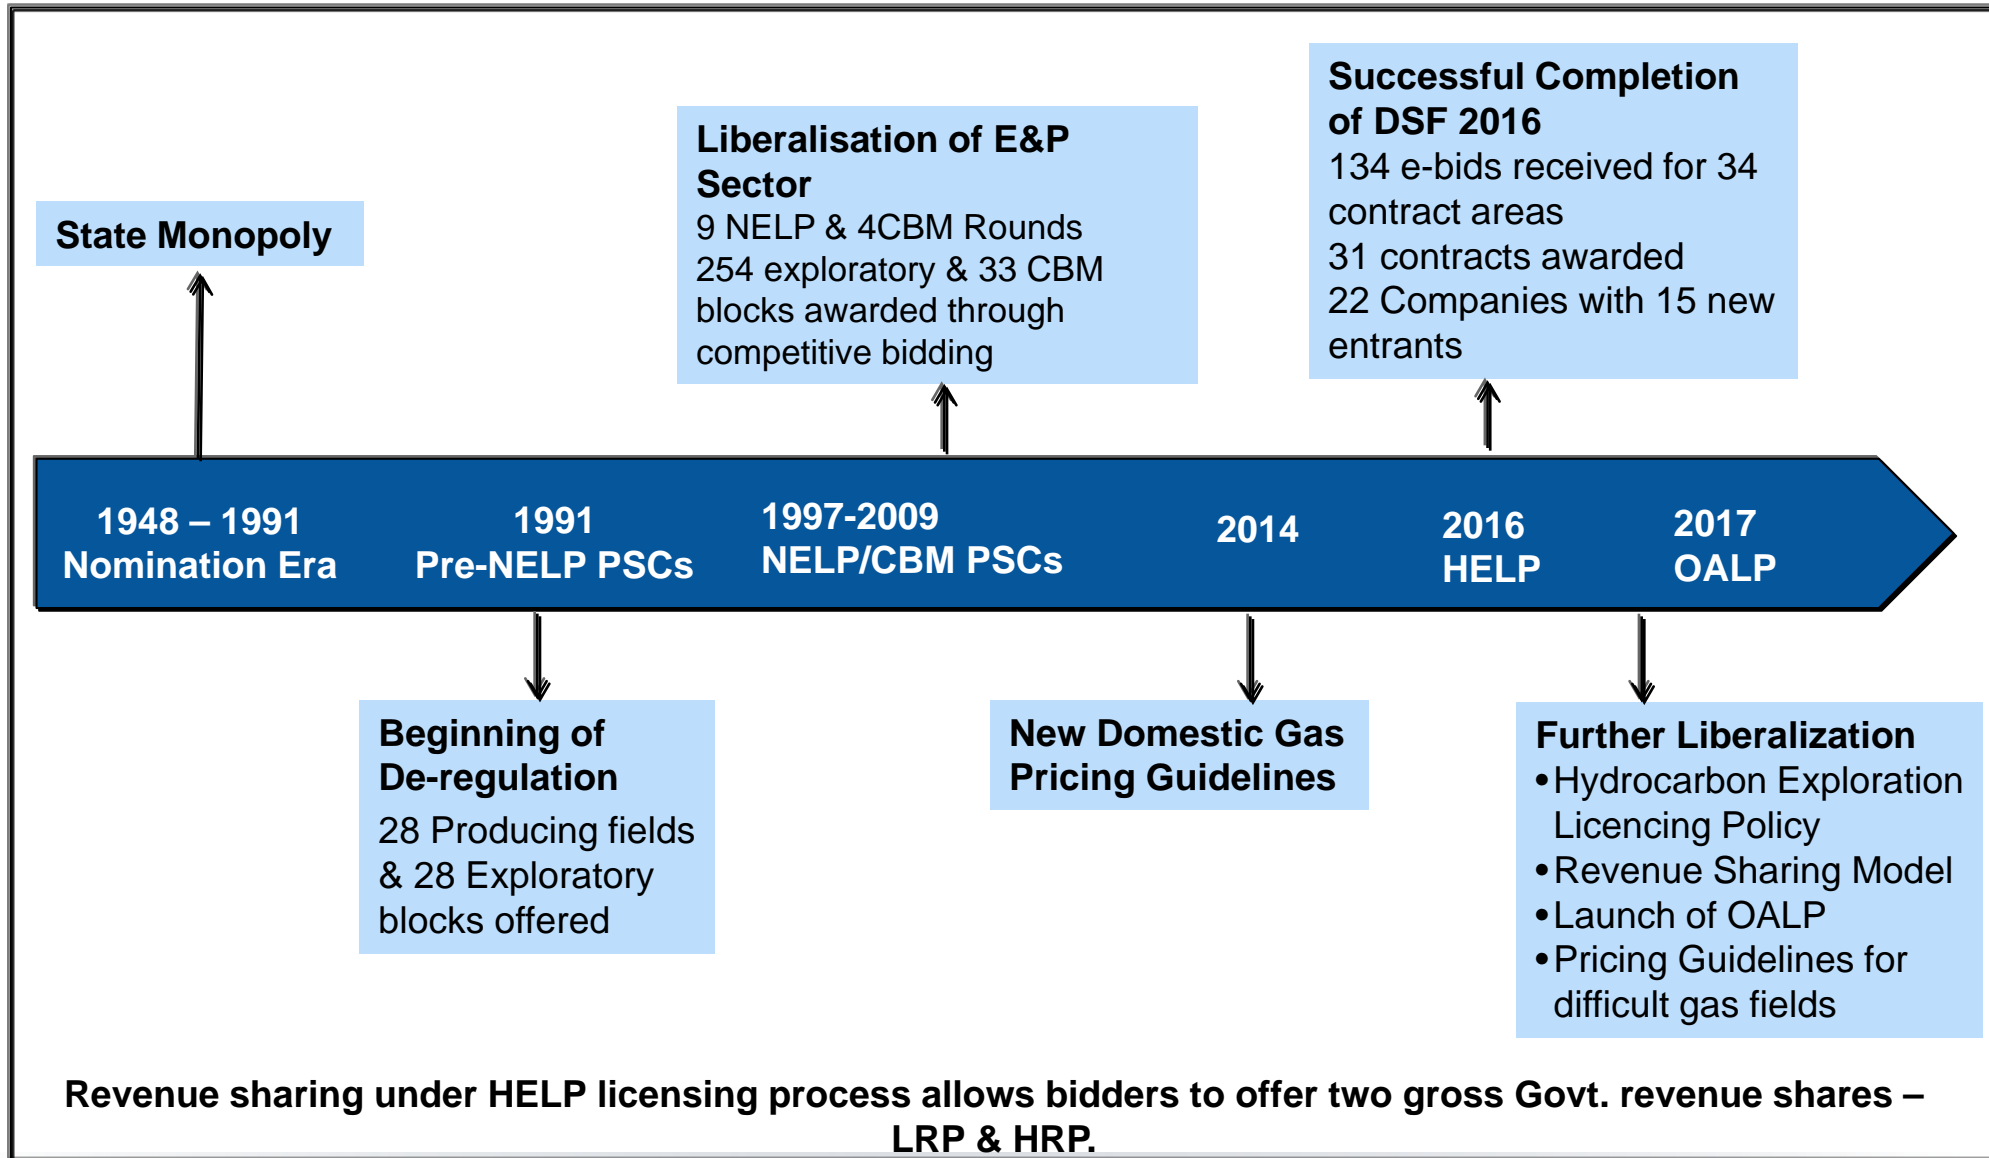 State Monopoly
Liberalisation of E&P
Sector
9 NELP & 4CBM Rounds
254 exploratory & 33 CBM
blocks awarded through
competitive bidding
Successful Completion
of DSF 2016
134 e-bids received for 34
contract areas
31 contracts awarded
22 Companies with 15 new
entrants
1948 – 1991
Nomination Era
1991
Pre-NELP PSCs
1997-2009
NELP/CBM PSCs
2014
2016
HELP
2017
OALP
Beginning of
De-regulation
28 Producing fields
& 28 Exploratory
blocks offered
New Domestic Gas
Pricing Guidelines
Further Liberalization
•Hydrocarbon Exploration
Licencing Policy
•Revenue Sharing Model
•Launch of OALP
•Pricing Guidelines for
difficult gas fields
Revenue sharing under HELP licensing process allows bidders to offer two gross Govt. revenue shares –
LRP & HRP.